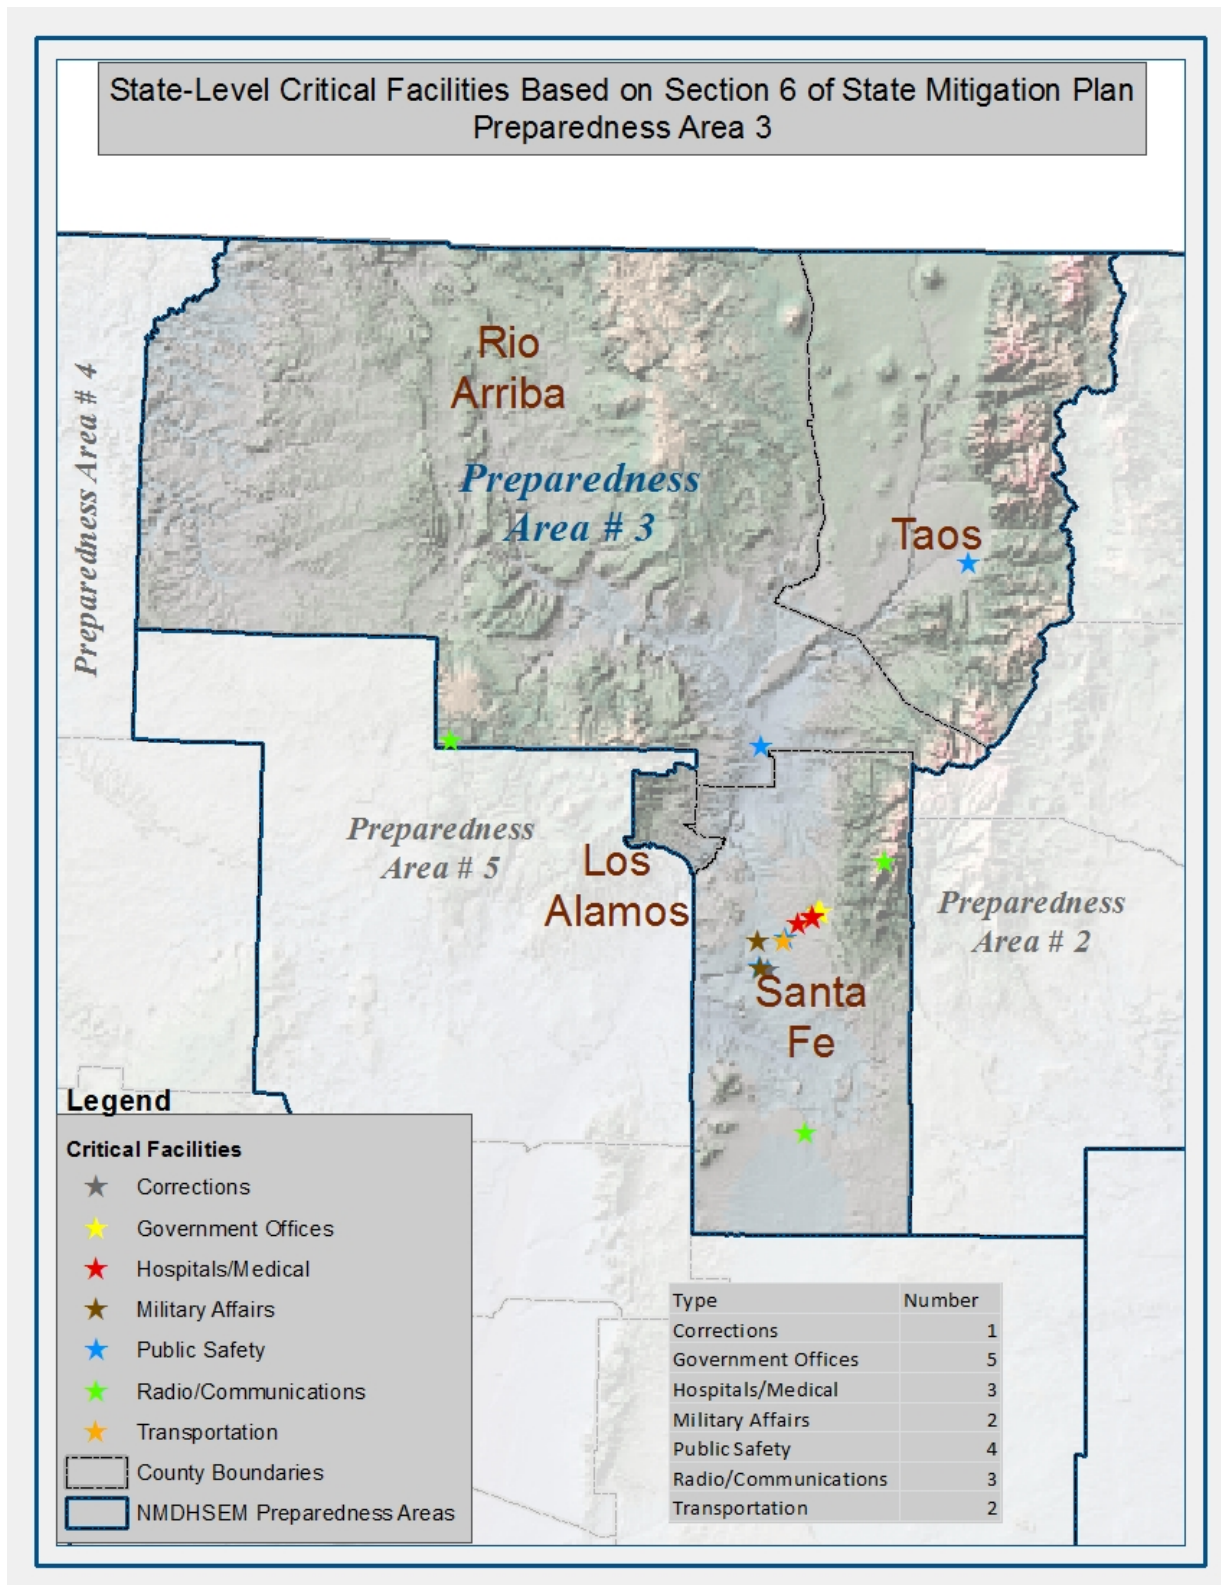 State-Level Critical Facilities Based on Section 6 of State Mitigation Plan
Preparedness Area 3
Rio
Arriba
Preparedness Area # 4
Preparedness
Area # 3
Taos
Preparedness
Area # 5
Los
Alamos
Preparedness
Area # 2
Santa
Fe
Legend
Critical Facilities
Corrections
Government Offices
Hospitals/Medical
Military Affairs
Public Safety
Radio/Communications
Transportation
County Boundaries
NMDHSEM Preparedness Areas
Type Number
Corrections 1
Government Offices 5
Hospitals/Medical 3
Military Affairs 2
Public Safety 4
Radio/Communications 3
Transportation 2